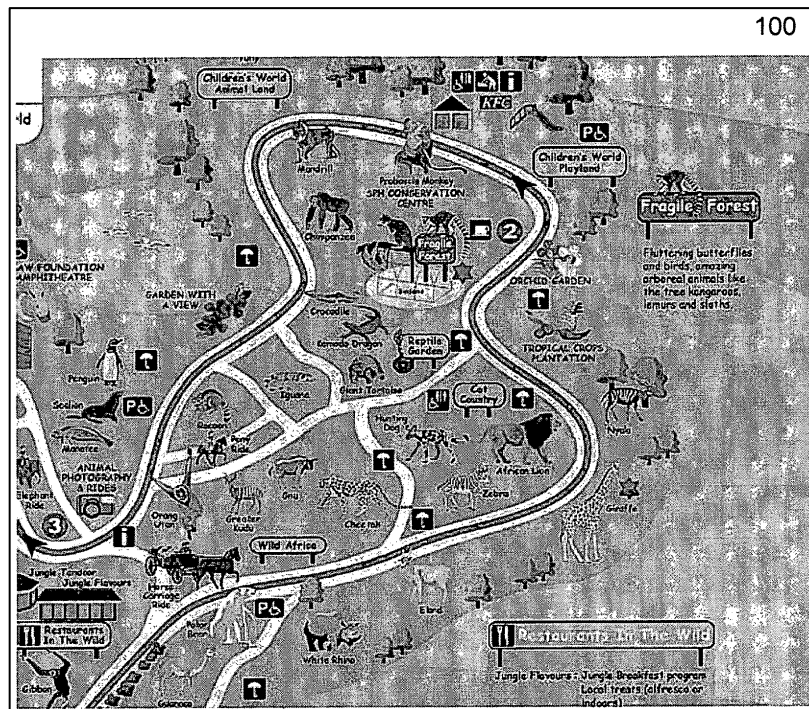 100
Children's World
Animal Land
KFC
Mandrill
Proboscis Monkey
SPH CONSERVATION
CENTRE
Children's World
Playland
Chimpanzee
Fragile
Forest
2
Fragile Forest
Fluttering butterflies
and birds, amazing
arboreal animals like
the tree kangaroos,
lemurs and sloths
AW FOUNDATION
AMPHITHEATRE
ORCHID GARDEN
GARDEN WITH
A VIEW
Crocodile
Komodo Dragon
Reptile
Garden
TROPICAL CROPS
PLANTATION
Penguin
Iguana
Giant Tortoise
Cat
Country
Sealion
P
Manatee
Racoon
Pony
Ride
Hunting
Dog
African Lion
Nyala
ANIMAL
PHOTOGRAPHY
& RIDES
Elephant
Ride
3
Orang
Utan
Greater
Kudu
Gnu
Cheetah
Zebra
Giraffe
Wild Africa
Jungle Tandoor
Jungle Flavours
Horse
Carriage
Ride
P
Eland
Restaurants
In The Wild
Polar
Bear
White Rhino
Gibbon
Restaurants In The Wild
Jungle Flavours : Jungle Breakfast program
Local treats (alfresco or
indoors)